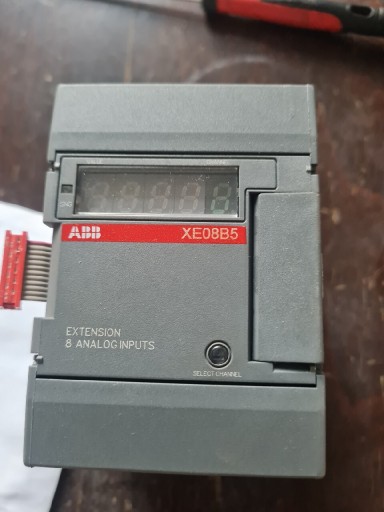 ABB XE08B5
EXTENSION
8 ANALOG INPUTS
SELECT CHANNEL